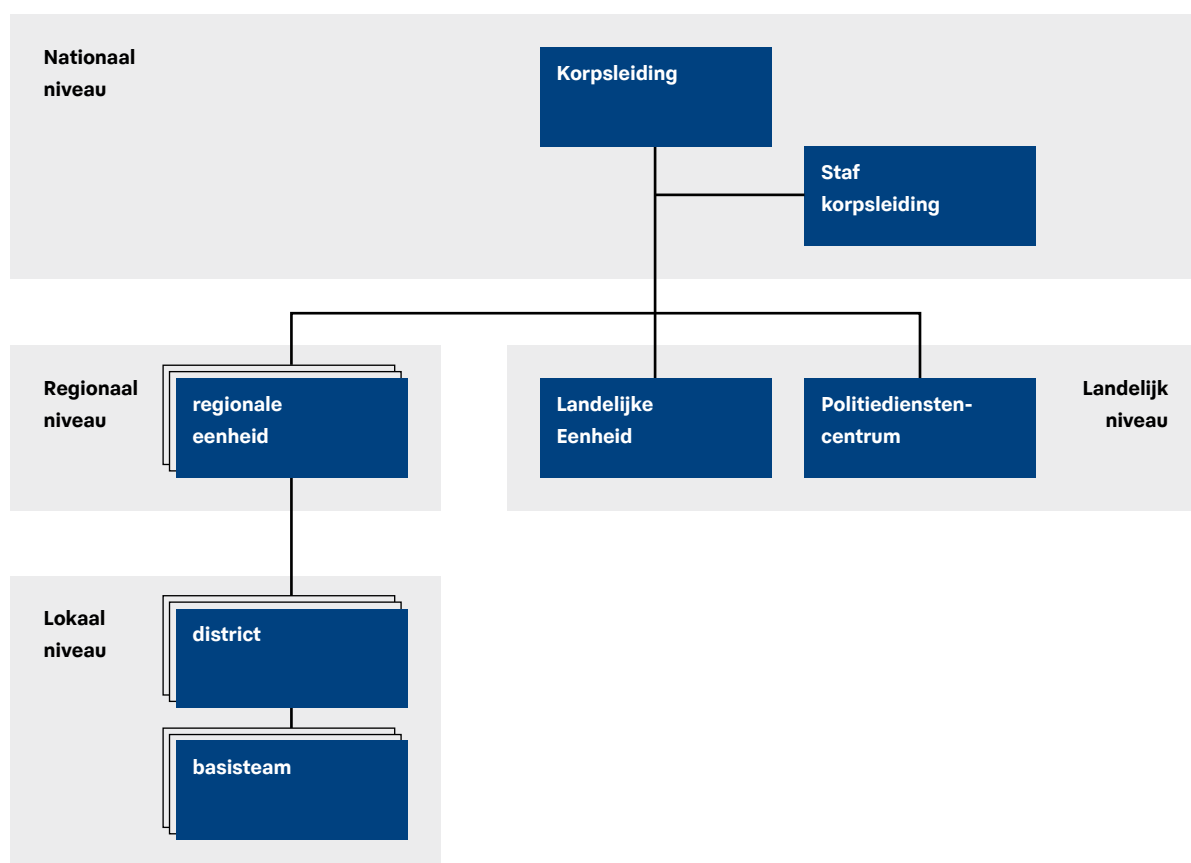 Nationaal
niveau
Korpsleiding
Staf
korpsleiding
Regionaal
niveau
regionale
eenheid
Landelijke
Eenheid
Politiediensten-
centrum
Landelijk
niveau
Lokaal
niveau
district
basisteam